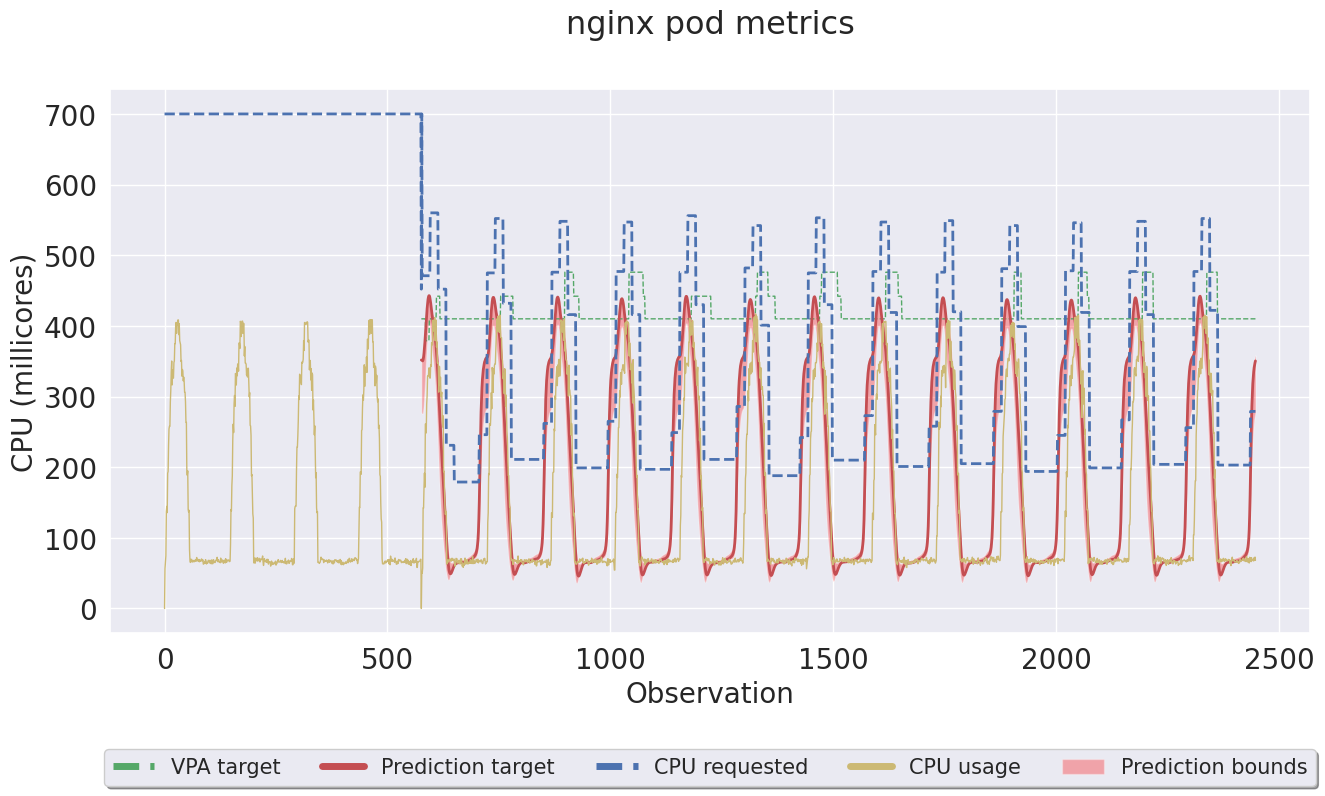 nginx pod metrics
CPU (millicores)
700
600
500
400
300
200
100
0
0 500 1000 1500 2000 2500
Observation
VPA target Prediction target CPU requested CPU usage Prediction bounds